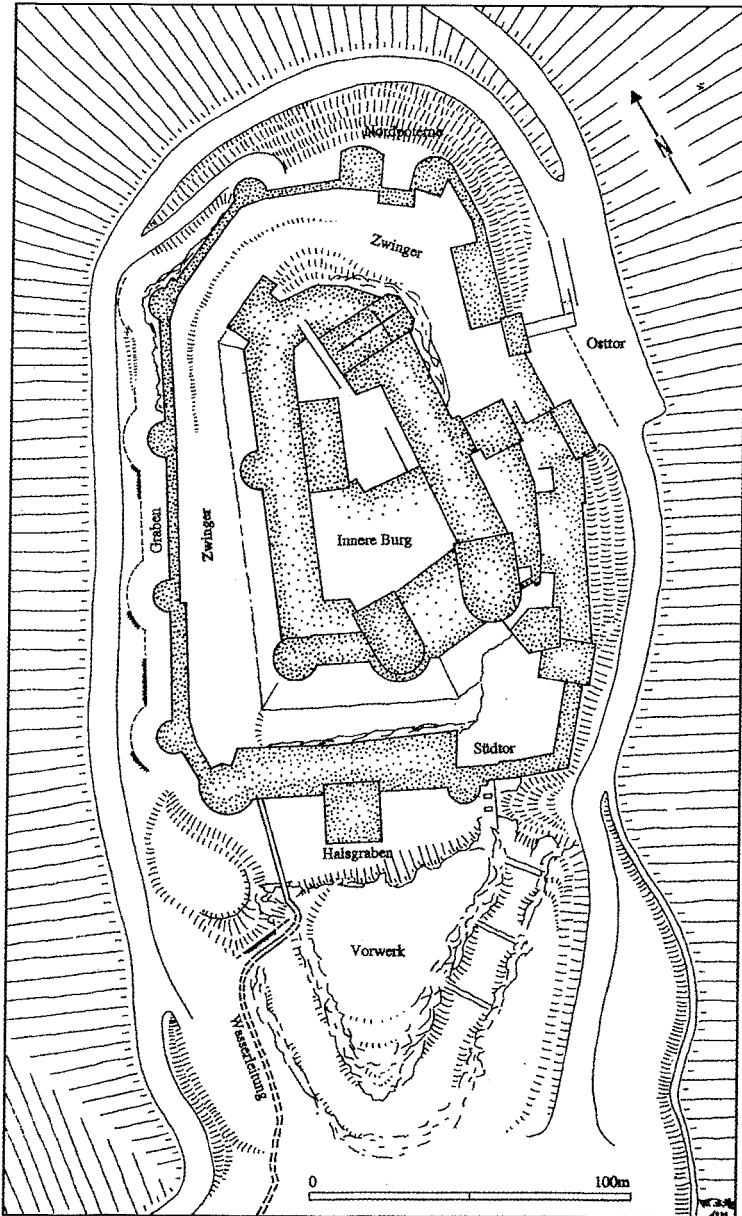 Nordpoterne
N
Zwinger
Osttor
Graben
Zwinger
Innere Burg
Südtor
Halsgraben
Vorwerk
Wasserleitung
0 100m